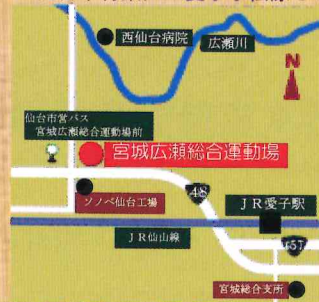 西仙台病院
広瀬川
N
仙台市営バス
宮城広瀬総合運動場前
宮城広瀬総合運動場
ソノベ仙台工場
48
JR愛子駅
JR仙山線
457
宮城総合支所